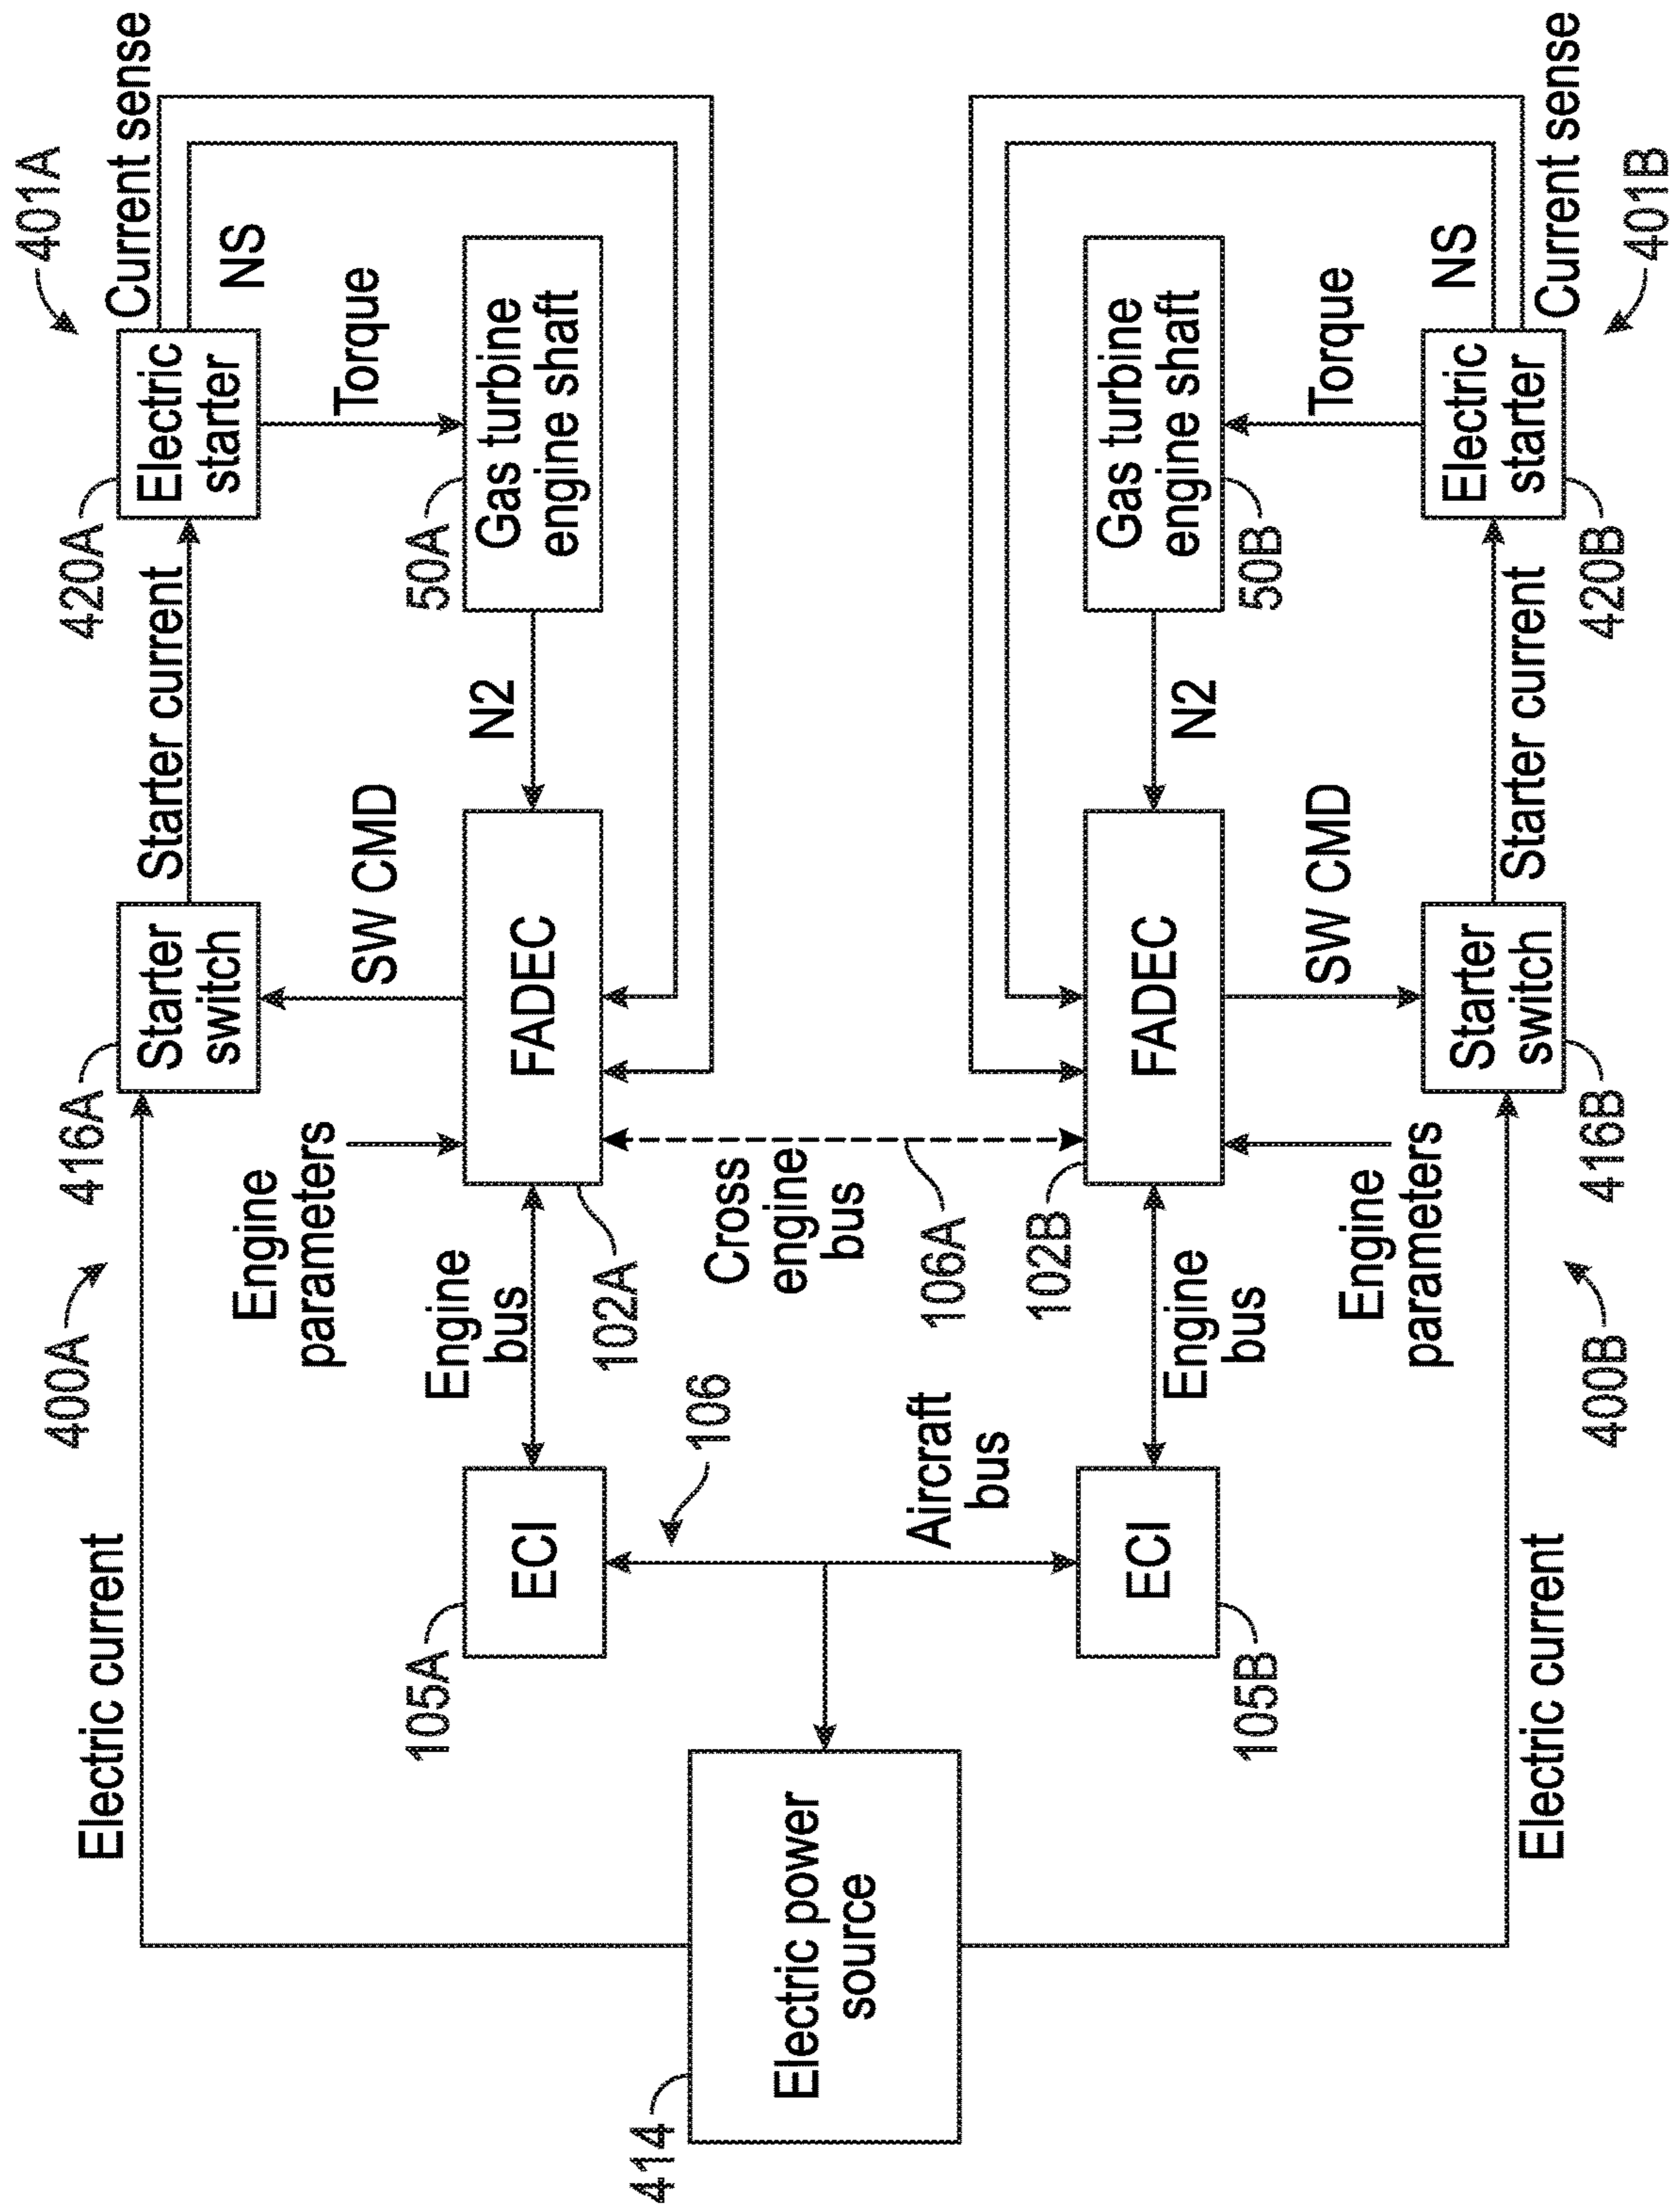 401A
Current sense
420A
Electric
starter
NS
Starter current
Torque
416A
Starter
switch
SW CMD
50A
Gas turbine
engine shaft
N2
400A
Engine
parameters
FADEC
102A
Engine
bus
Electric current
ECI
105A
106
Aircraft
bus
Cross
engine
bus
106A
414
Electric power
source
105B
ECI
Engine
bus
102B
FADEC
N2
Gas turbine
engine shaft
50B
Engine
parameters
SW CMD
Torque
NS
Electric current
Starter
switch
416B
Starter current
Electric
starter
420B
Current sense
400B
401B